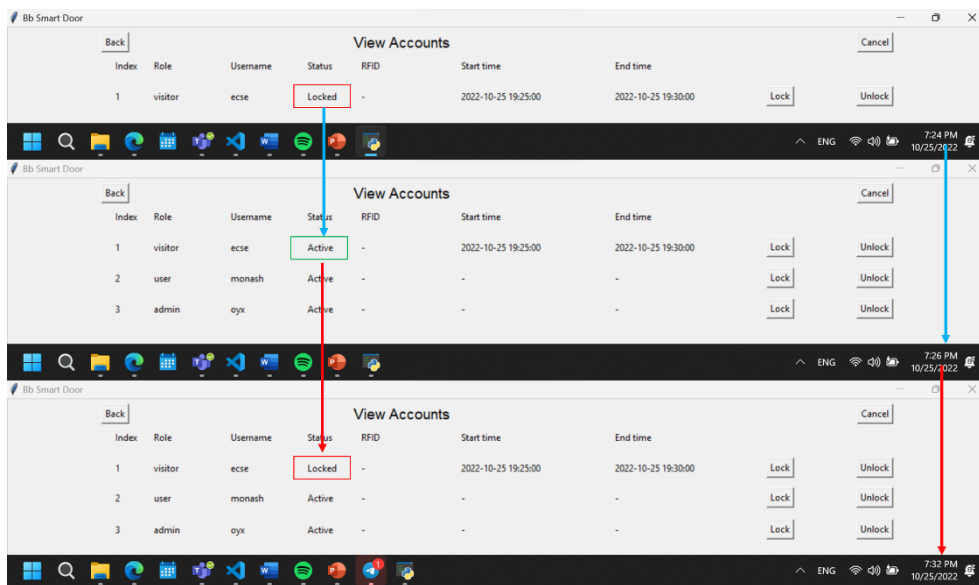 Bb Smart Door
Back View Accounts Cancel
Index Role Username Status RFID Start time End time
1 visitor ecse Locked - 2022-10-25 19:25:00 2022-10-25 19:30:00 Lock Unlock
ENG 7:24 PM
10/25/2022
Bb Smart Door
Back View Accounts Cancel
Index Role Username Status RFID Start time End time
1 visitor ecse Active - 2022-10-25 19:25:00 2022-10-25 19:30:00 Lock Unlock
2 user monash Active - - - Lock Unlock
3 admin oyx Active - - - Lock Unlock
ENG 7:26 PM
10/25/2022
Bb Smart Door
Back View Accounts Cancel
Index Role Username Status RFID Start time End time
1 visitor ecse Locked - 2022-10-25 19:25:00 2022-10-25 19:30:00 Lock Unlock
2 user monash Active - - - Lock Unlock
3 admin oyx Active - - - Lock Unlock
ENG 7:32 PM
10/25/2022